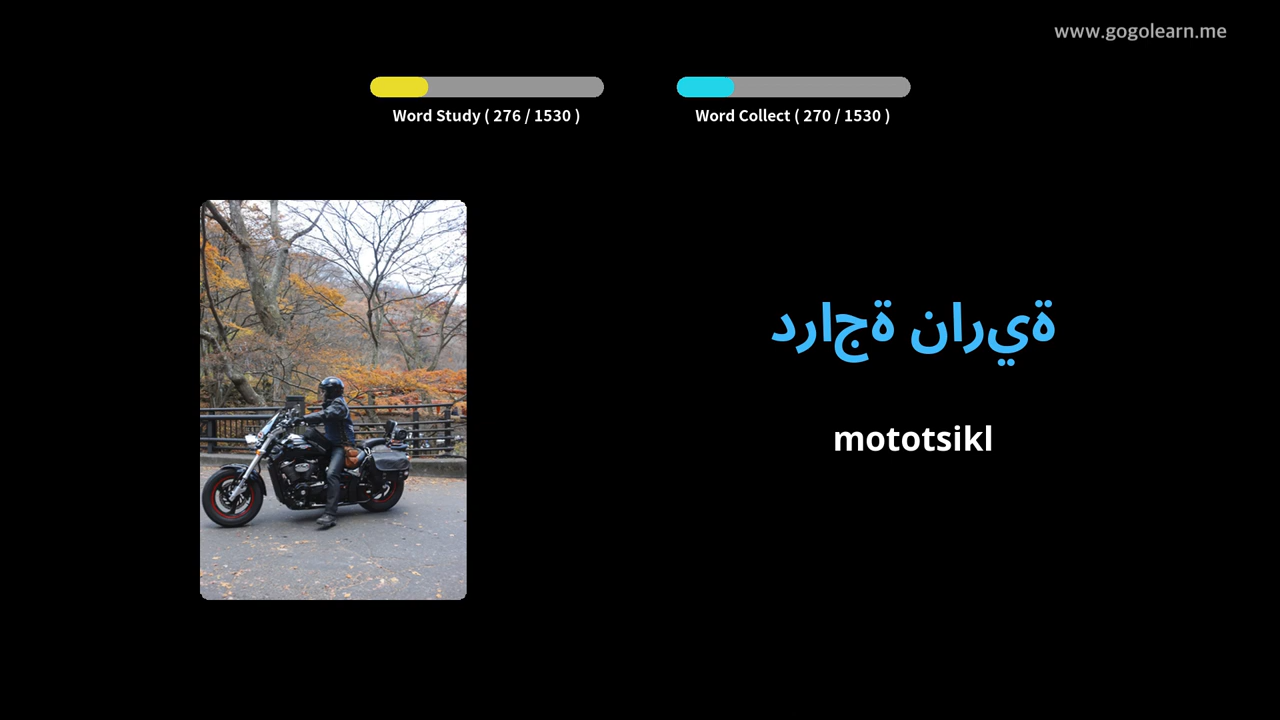 www.gogolearn.me
Word Study ( 276 / 1530 )
Word Collect ( 270 / 1530 )
دراجة نارية
mototsikl